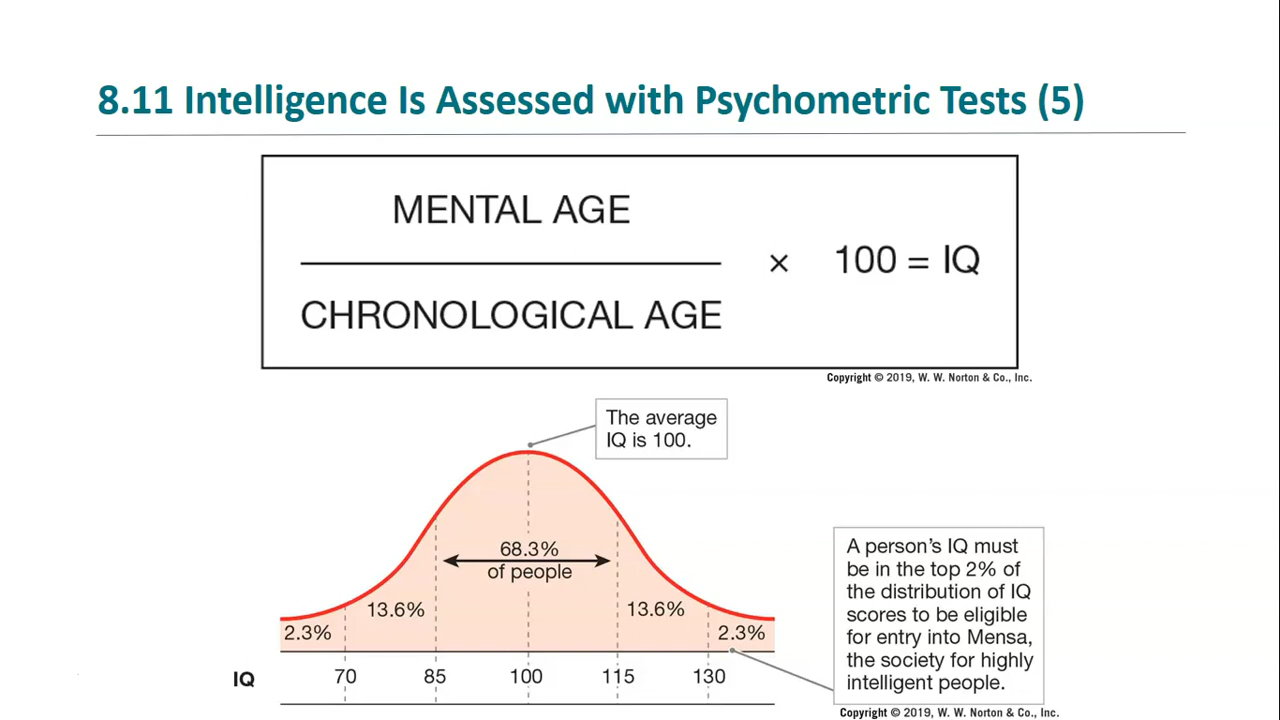 8.11 Intelligence Is Assessed with Psychometric Tests (5)
MENTAL AGE
CHRONOLOGICAL AGE
× 100 = IQ
Copyright © 2019, W. W. Norton & Co., Inc.
The average
IQ is 100.
68.3%
of people
13.6%
13.6%
2.3%
2.3%
IQ 70 85 100 115 130
A person’s IQ must
be in the top 2% of
the distribution of IQ
scores to be eligible
for entry into Mensa,
the society for highly
intelligent people.
Copyright © 2019, W. W. Norton & Co., Inc.